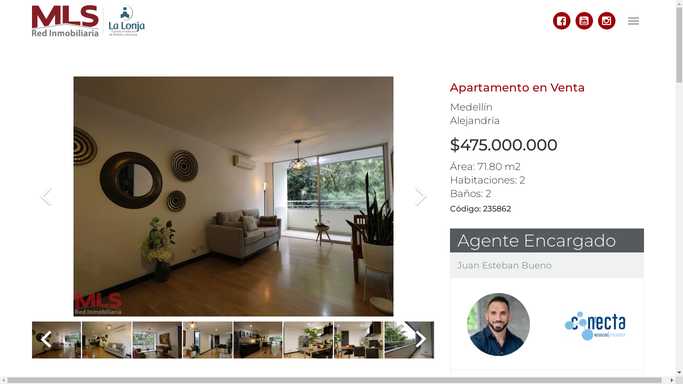 MLS
Red Inmobiliaria
La Lonja
Apartamento en Venta
Medellín
Alejandría
$475.000.000
Área: 71.80 m2
Habitaciones: 2
Baños: 2
Código: 235862
MLS
Red Inmobiliaria
Agente Encargado
Juan Esteban Bueno
conecta